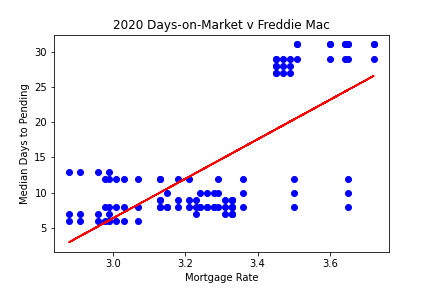 2020 Days-on-Market v Freddie Mac
Median Days to Pending
30
25
20
15
10
5
3.0 3.2 3.4 3.6
Mortgage Rate